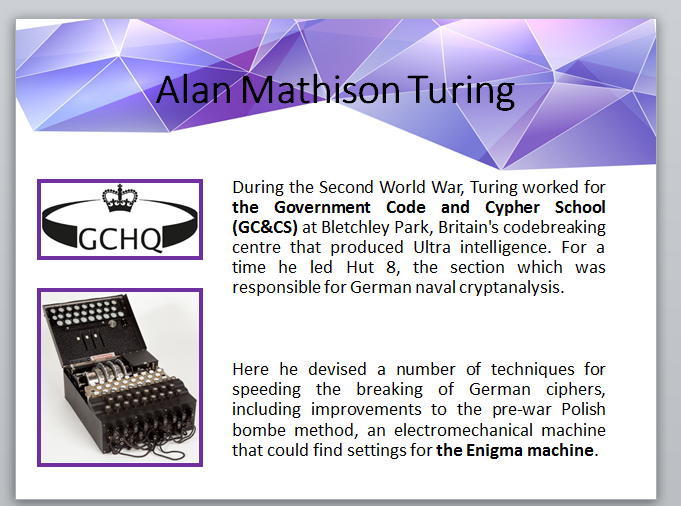 Alan Mathison Turing
GCHQ
During the Second World War, Turing worked for
the Government Code and Cypher School
(GC&CS) at Bletchley Park, Britain's codebreaking
centre that produced Ultra intelligence. For a
time he led Hut 8, the section which was
responsible for German naval cryptanalysis.
Here he devised a number of techniques for
speeding the breaking of German ciphers,
including improvements to the pre-war Polish
bombe method, an electromechanical machine
that could find settings for the Enigma machine.